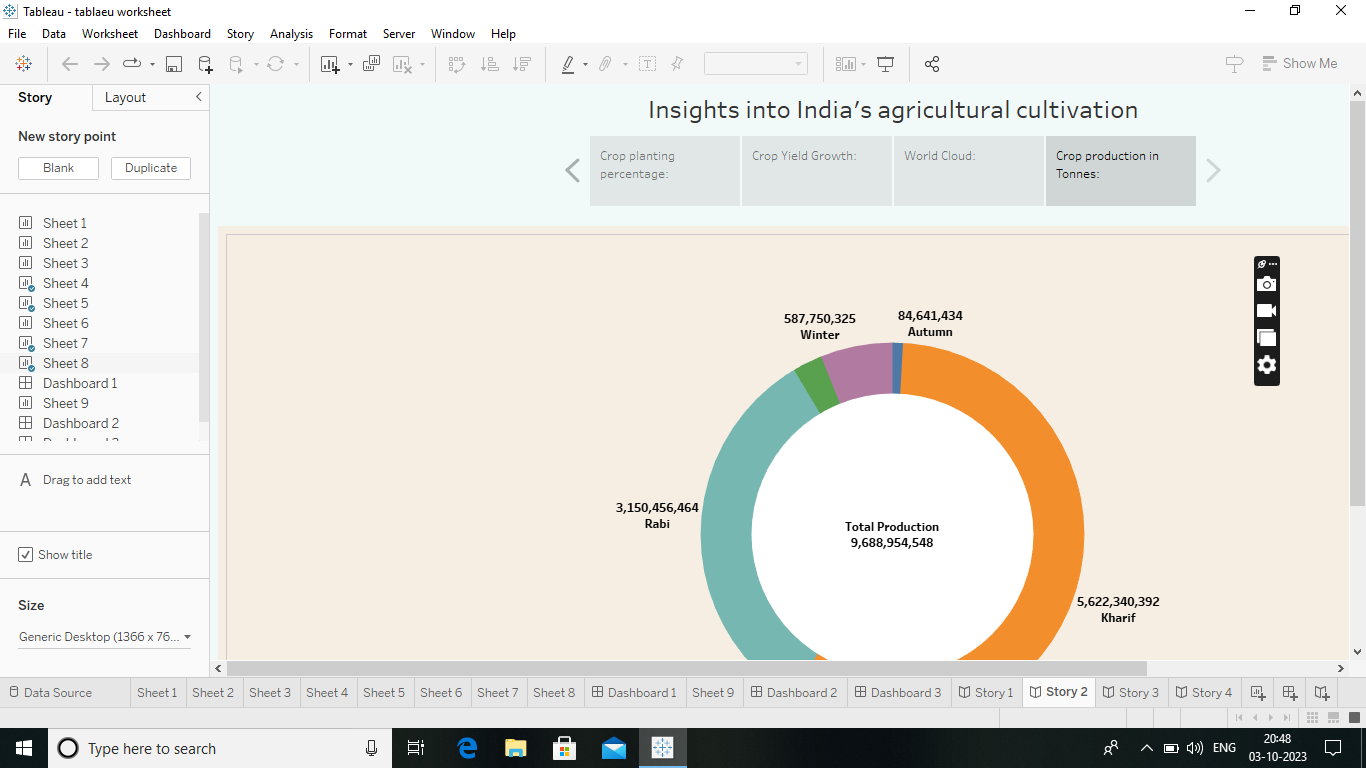 Tableau - tablaeu worksheet
File Data Worksheet Dashboard Story Analysis Format Server Window Help
Show Me
Story Layout
New story point
Blank Duplicate
Sheet 1
Sheet 2
Sheet 3
Sheet 4
Sheet 5
Sheet 6
Sheet 7
Sheet 8
Dashboard 1
Sheet 9
Dashboard 2
A Drag to add text
Show title
Size
Generic Desktop (1366 x 76...
Insights into India's agricultural cultivation
Crop planting
percentage:
Crop Yield Growth:
World Cloud:
Crop production in
Tonnes:
587,750,325
Winter
84,641,434
Autumn
3,150,456,464
Rabi
Total Production
9,688,954,548
5,622,340,392
Kharif
Data Source Sheet 1 Sheet 2 Sheet 3 Sheet 4 Sheet 5 Sheet 6 Sheet 7 Sheet 8 Dashboard 1 Sheet 9 Dashboard 2 Dashboard 3 Story 1 Story 2 Story 3 Story 4
Type here to search
ENG
20:48
03-10-2023